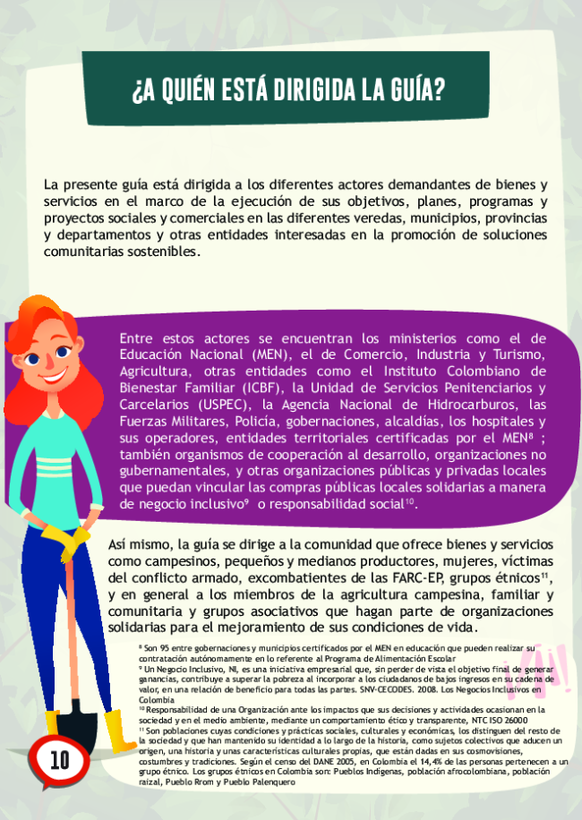 ¿A QUIÉN ESTÁ DIRIGIDA LA GUÍA?
La presente guía está dirigida a los diferentes actores demandantes de bienes y
servicios en el marco de la ejecución de sus objetivos, planes, programas y
proyectos sociales y comerciales en las diferentes veredas, municipios, provincias
y departamentos y otras entidades interesadas en la promoción de soluciones
comunitarias sostenibles.
Entre estos actores se encuentran los ministerios como el de
Educación Nacional (MEN), el de Comercio, Industria y Turismo,
Agricultura, otras entidades como el Instituto Colombiano de
Bienestar Familiar (ICBF), la Unidad de Servicios Penitenciarios y
Carcelarios (USPEC), la Agencia Nacional de Hidrocarburos, las
Fuerzas Militares, Policía, gobernaciones, alcaldías, los hospitales y
sus operadores, entidades territoriales certificadas por el MEN⁸ ;
también organismos de cooperación al desarrollo, organizaciones no
gubernamentales, y otras organizaciones públicas y privadas locales
que puedan vincular las compras públicas locales solidarias a manera
de negocio inclusivo⁹ o responsabilidad social¹⁰.
Así mismo, la guía se dirige a la comunidad que ofrece bienes y servicios
como campesinos, pequeños y medianos productores, mujeres, víctimas
del conflicto armado, excombatientes de las FARC-EP, grupos étnicos¹¹,
y en general a los miembros de la agricultura campesina, familiar y
comunitaria y grupos asociativos que hagan parte de organizaciones
solidarias para el mejoramiento de sus condiciones de vida.
⁸ Son 95 entre gobernaciones y municipios certificados por el MEN en educación que pueden realizar su
contratación autónomamente en lo referente al Programa de Alimentación Escolar
⁹ Un Negocio Inclusivo, NI, es una iniciativa empresarial que, sin perder de vista el objetivo final de generar
ganancias, contribuye a superar la pobreza al incorporar a los ciudadanos de bajos ingresos en su cadena de
valor, en una relación de beneficio para todas las partes. SNV-CECODES. 2008. Los Negocios Inclusivos en
Colombia
¹⁰ Responsabilidad de una Organización ante los impactos que sus decisiones y actividades ocasionan en la
sociedad y en el medio ambiente, mediante un comportamiento ético y transparente, NTC ISO 26000
¹¹ Son poblaciones cuyas condiciones y prácticas sociales, culturales y económicas, los distinguen del resto de
la sociedad y que han mantenido su identidad a lo largo de la historia, como sujetos colectivos que aducen un
origen, una historia y unas características culturales propias, que están dadas en sus cosmovisiones,
costumbres y tradiciones. Según el censo del DANE 2005, en Colombia el 14,4% de las personas pertenecen a un
grupo étnico. Los grupos étnicos en Colombia son: Pueblos Indígenas, población afrocolombiana, población
raizal, Pueblo Rrom y Pueblo Palenquero
10